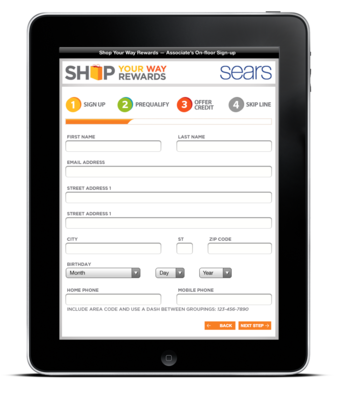 Shop Your Way Rewards — Associate's On-floor Sign-up
SHOP YOUR WAY REWARDS
sears
1 SIGN UP 2 PREQUALIFY 3 OFFER CREDIT 4 SKIP LINE
FIRST NAME LAST NAME
EMAIL ADDRESS
STREET ADDRESS 1
STREET ADDRESS 1
CITY ST ZIP CODE
BIRTHDAY
Month Day Year
HOME PHONE MOBILE PHONE
INCLUDE AREA CODE AND USE A DASH BETWEEN GROUPINGS: 123-456-7890
BACK NEXT STEP